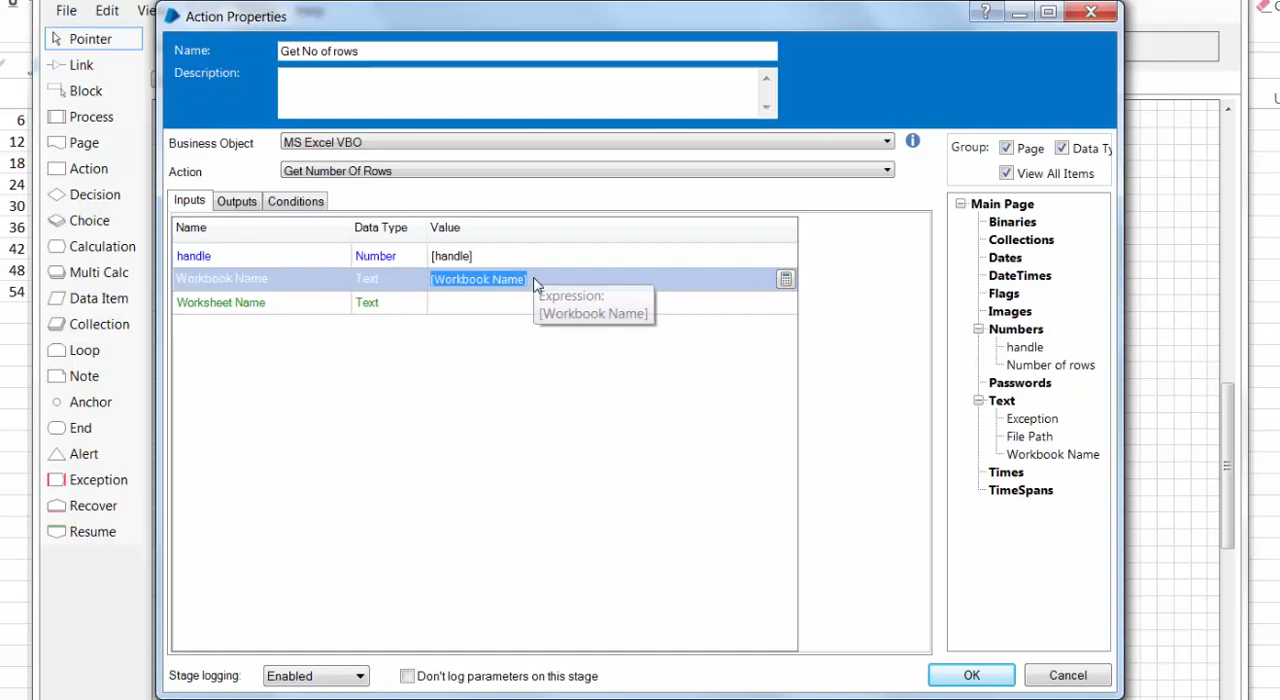 File Edit
Action Properties
?
Pointer
Link
Block
Process
Page
Action
Decision
Choice
Calculation
Multi Calc
Data Item
Collection
Loop
Note
Anchor
End
Alert
Exception
Recover
Resume
6
12
18
24
30
36
42
48
54
Name: Get No of rows
Description:
Business Object MS Excel VBO
Action Get Number Of Rows
Inputs Outputs Conditions
Name Data Type Value
handle Number [handle]
Workbook Name Text [Workbook Name]
Worksheet Name Text
Expression:
[Workbook Name]
Group: Page Data Ty
View All Items
Main Page
Binaries
Collections
Dates
DateTimes
Flags
Images
Numbers
handle
Number of rows
Passwords
Text
Exception
File Path
Workbook Name
Times
TimeSpans
Stage logging: Enabled Don't log parameters on this stage
OK Cancel